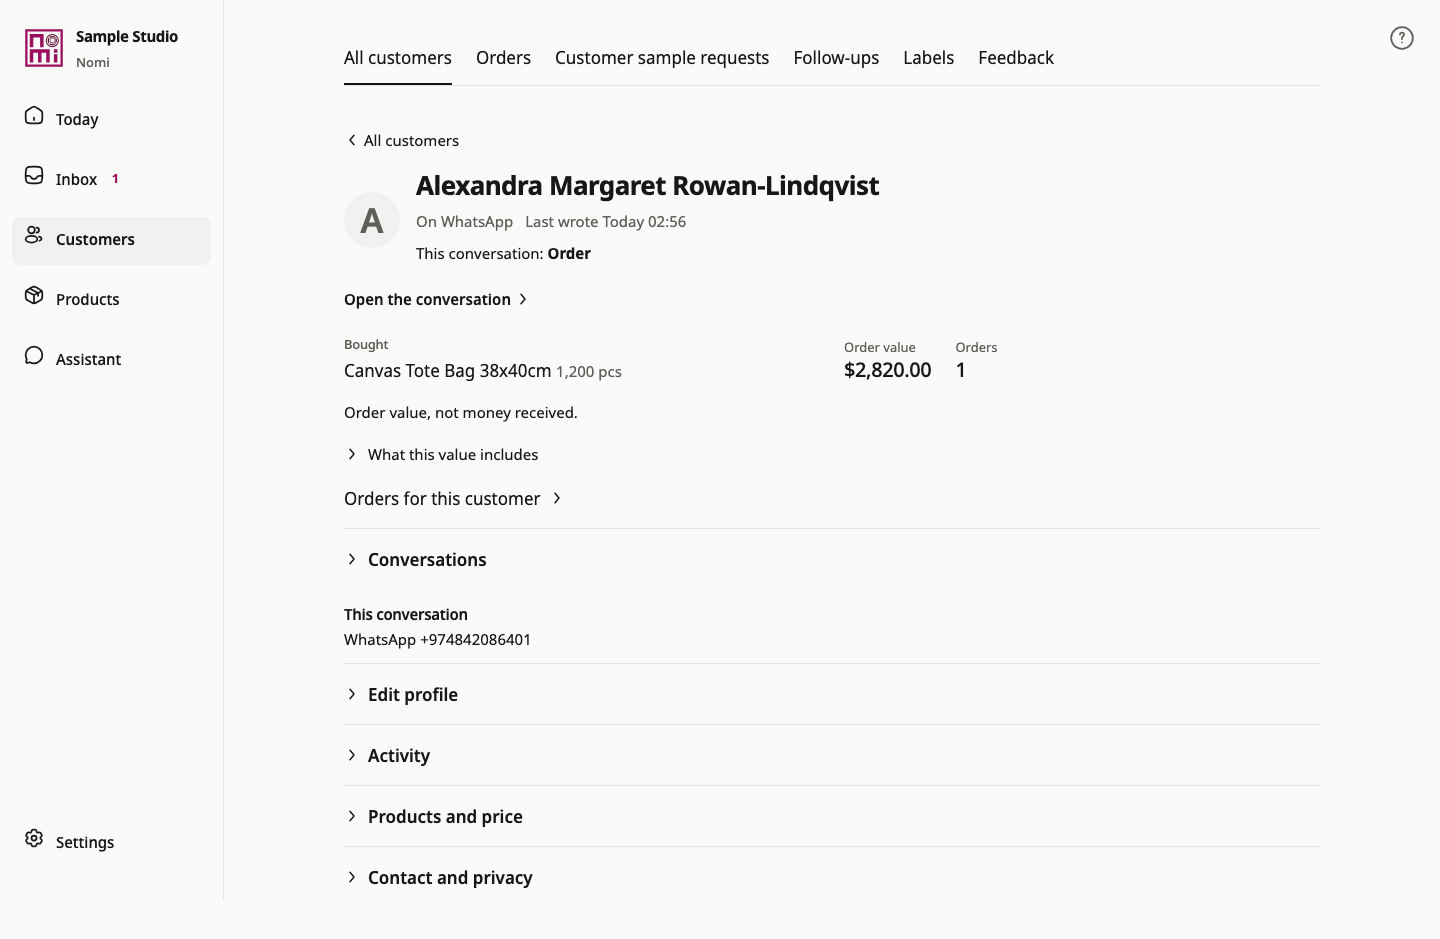 Sample Studio
Nomi
Today
Inbox 1
Customers
Products
Assistant
Settings
All customers Orders Customer sample requests Follow-ups Labels Feedback
All customers
A
Alexandra Margaret Rowan-Lindqvist
On WhatsApp Last wrote Today 02:56
This conversation: Order
Open the conversation
Bought
Canvas Tote Bag 38x40cm 1,200 pcs
Order value Orders
$2,820.00 1
Order value, not money received.
What this value includes
Orders for this customer
Conversations
This conversation
WhatsApp +974842086401
Edit profile
Activity
Products and price
Contact and privacy